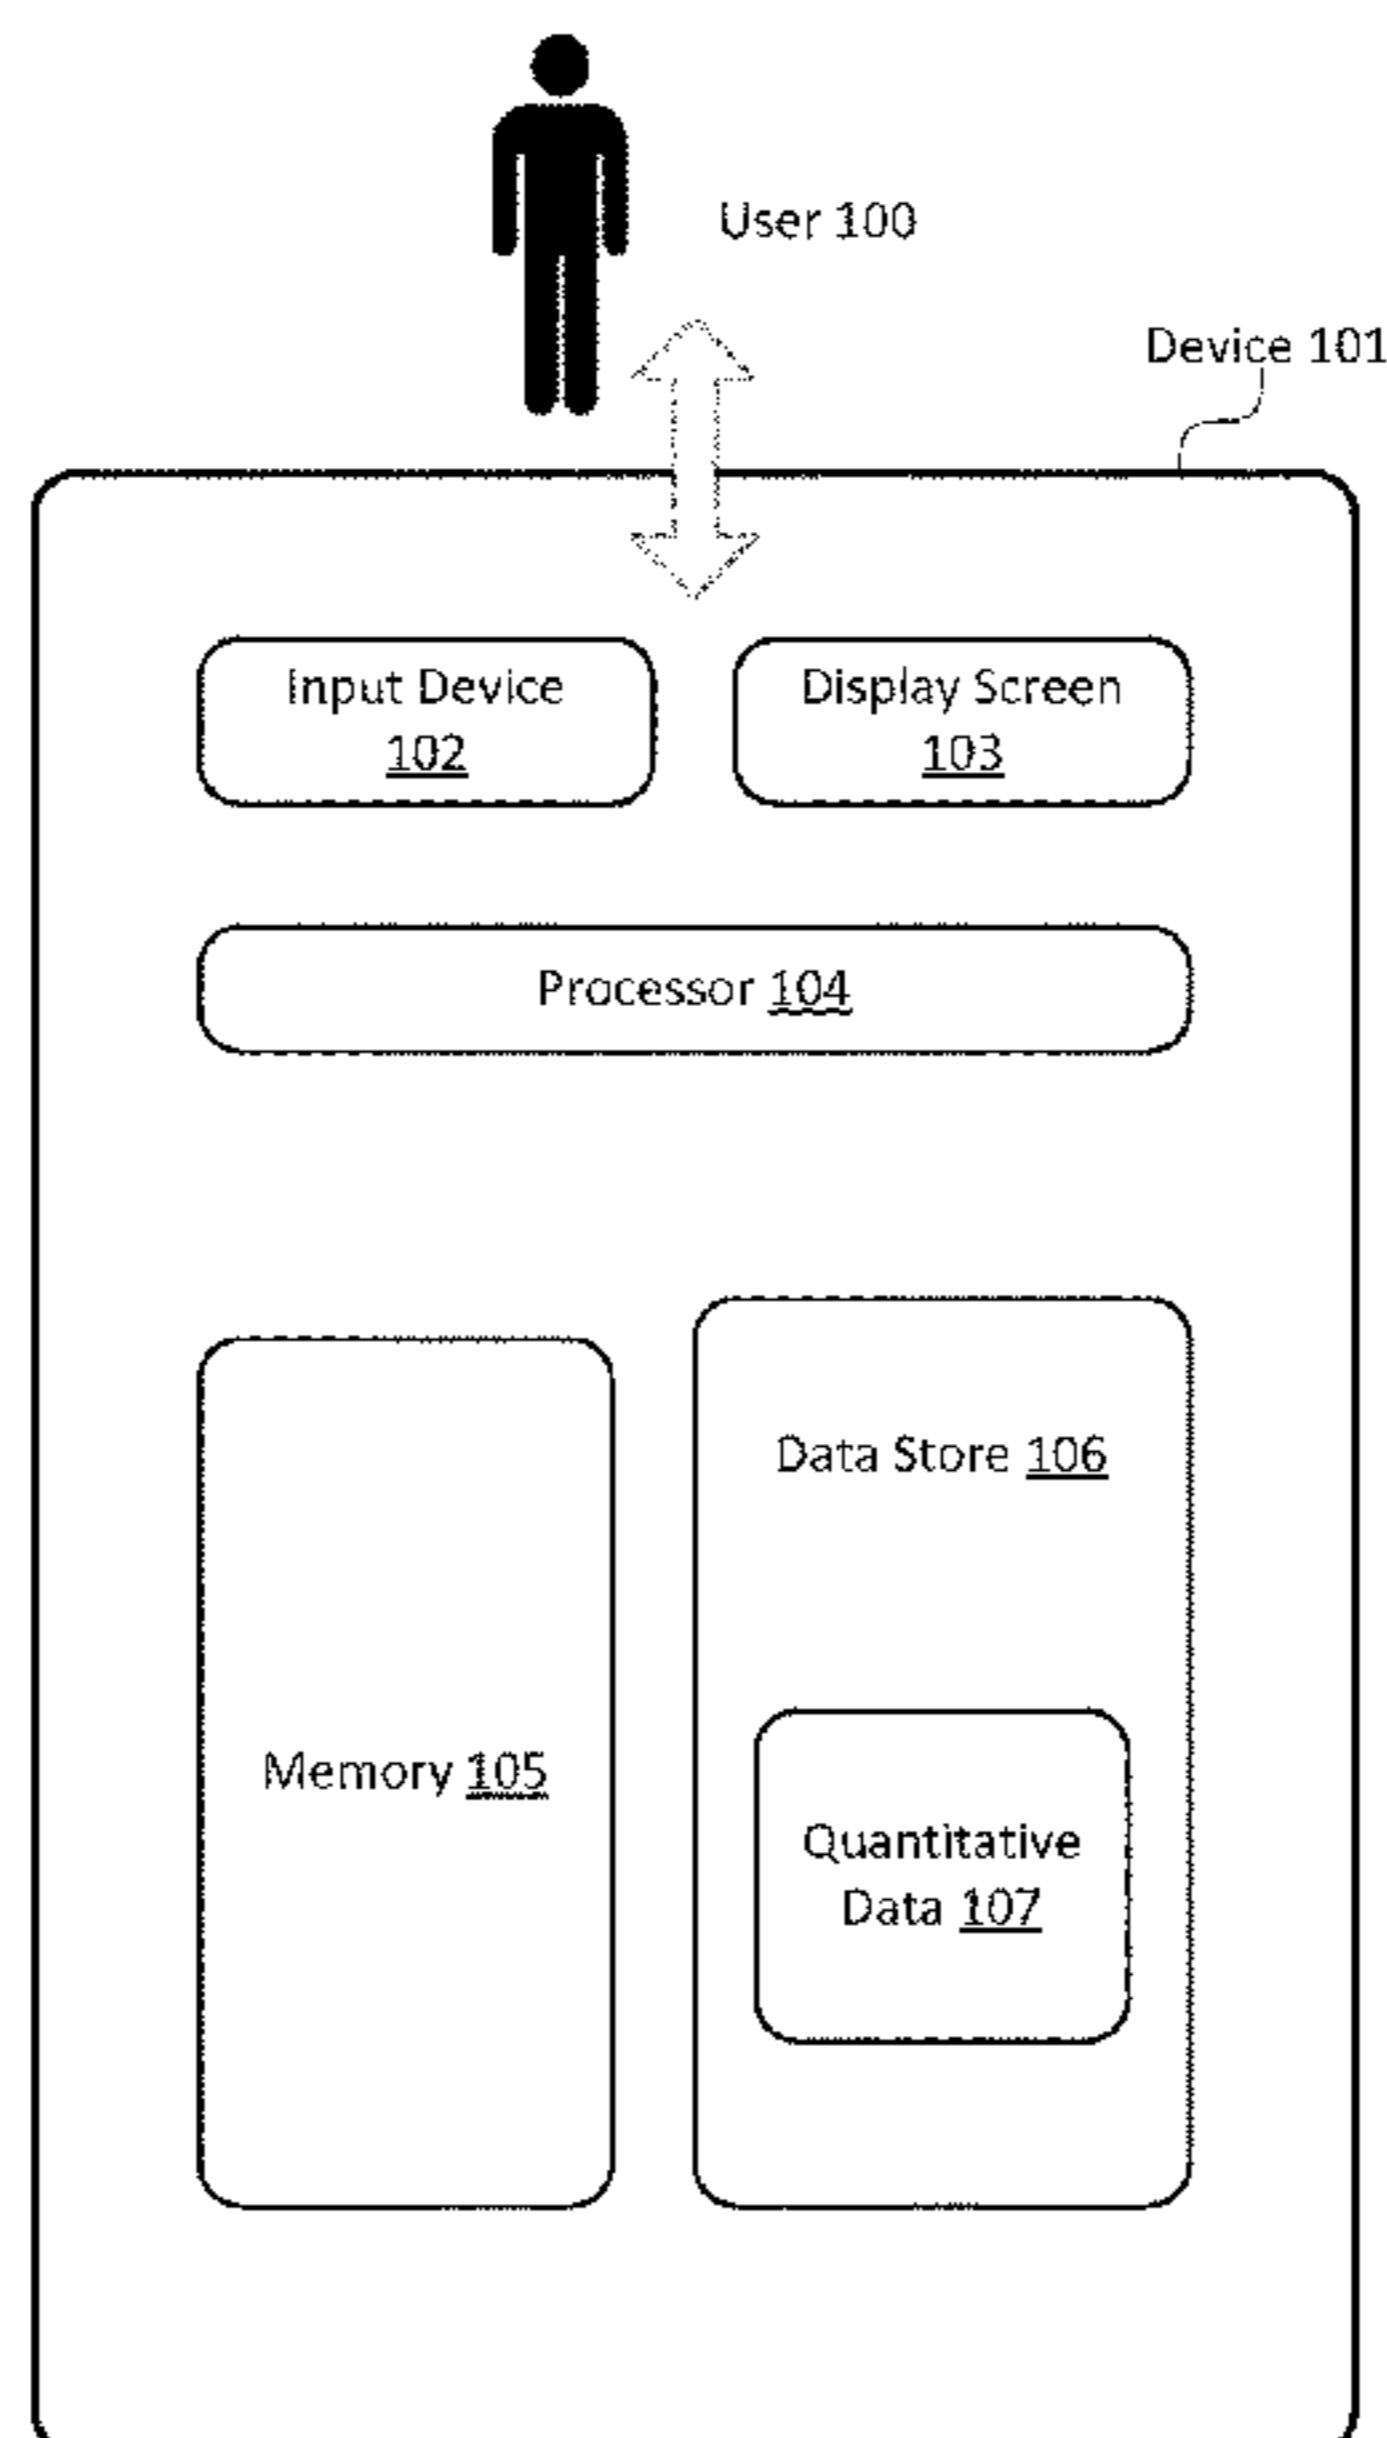 User 100
Device 101
Input Device
102
Display Screen
103
Processor 104
Data Store 106
Memory 105
Quantitative
Data 107